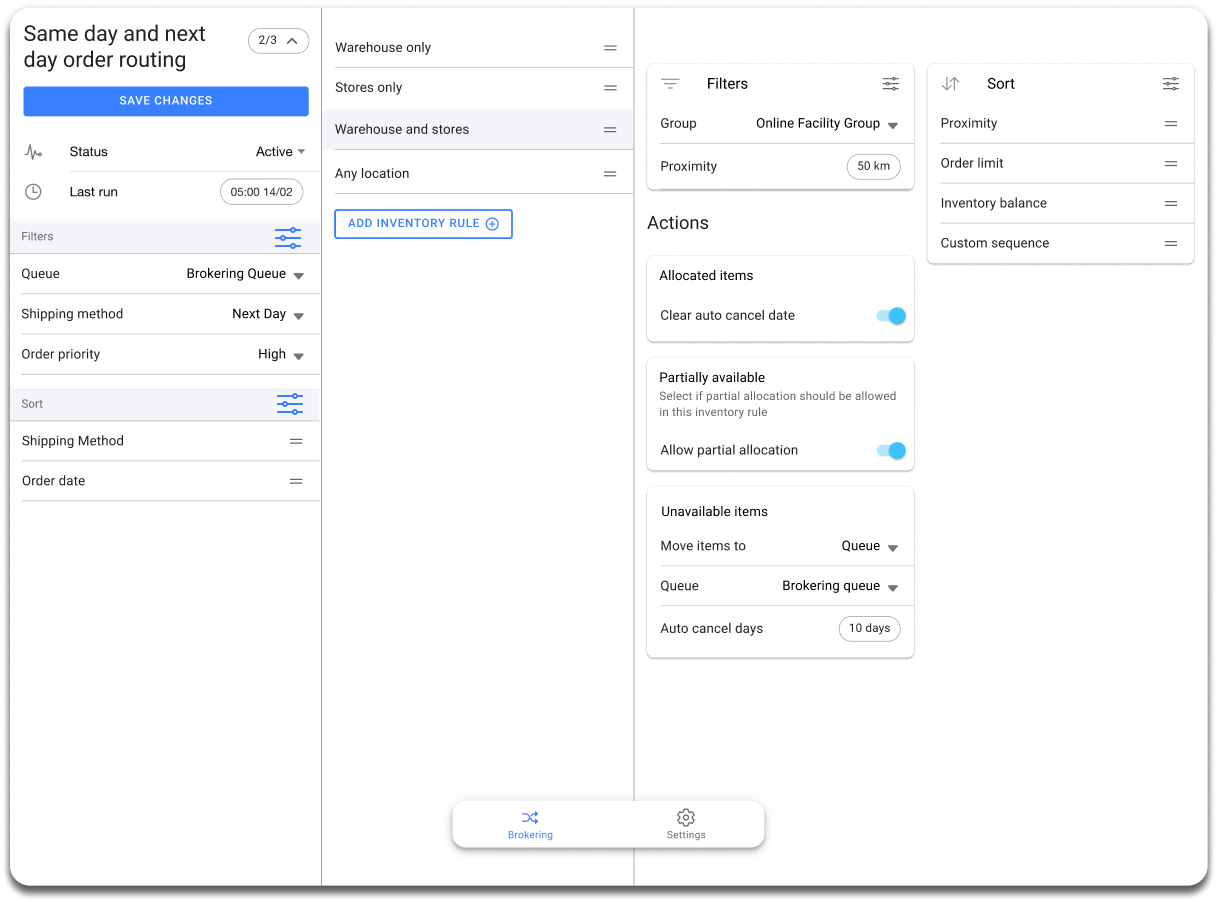 Same day and next
day order routing
2/3
SAVE CHANGES
Status
Active
Last run
05:00 14/02
Filters
Queue
Brokering Queue
Shipping method
Next Day
Order priority
High
Sort
Shipping Method
Order date
Warehouse only
Stores only
Warehouse and stores
Any location
ADD INVENTORY RULE
Filters
Group
Online Facility Group
Proximity
50 km
Actions
Allocated items
Clear auto cancel date
Partially available
Select if partial allocation should be allowed
in this inventory rule
Allow partial allocation
Unavailable items
Move items to
Queue
Queue
Brokering queue
Auto cancel days
10 days
Sort
Proximity
Order limit
Inventory balance
Custom sequence
Brokering
Settings